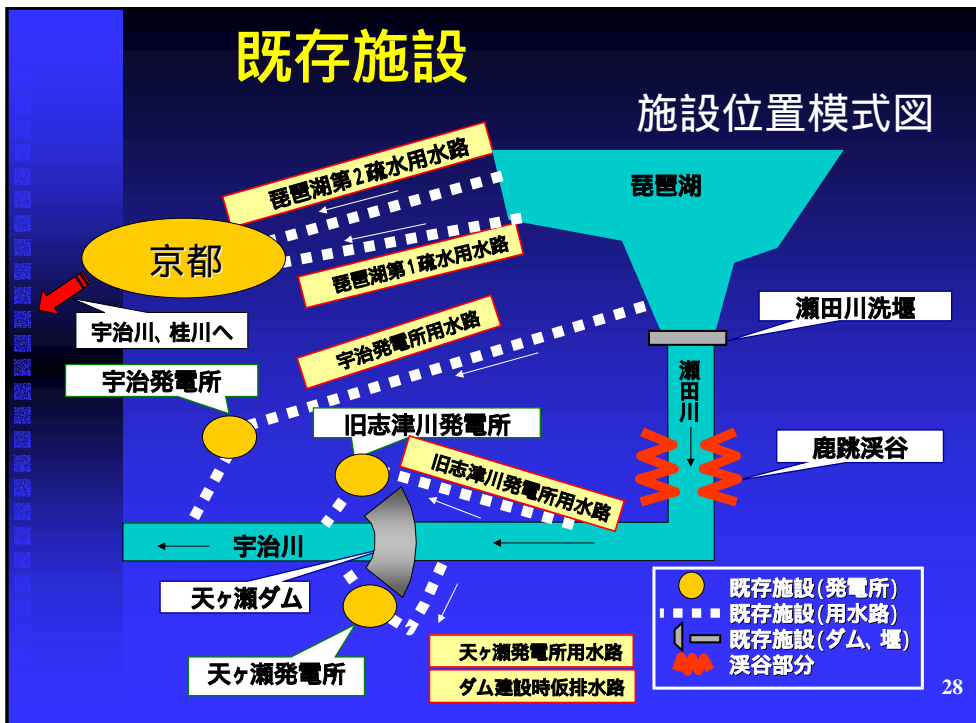 既存施設
施設位置模式図
琵琶湖第2疏水用水路
琵琶湖
京都
琵琶湖第1疏水用水路
瀬田川洗堰
宇治川、桂川へ
宇治発電所用水路
瀬田川
宇治発電所
旧志津川発電所
鹿跳渓谷
旧志津川発電所用水路
宇治川
天ヶ瀬ダム
既存施設(発電所)
既存施設(用水路)
既存施設(ダム、堰)
渓谷部分
天ヶ瀬発電所用水路
天ヶ瀬発電所
ダム建設時仮排水路
28